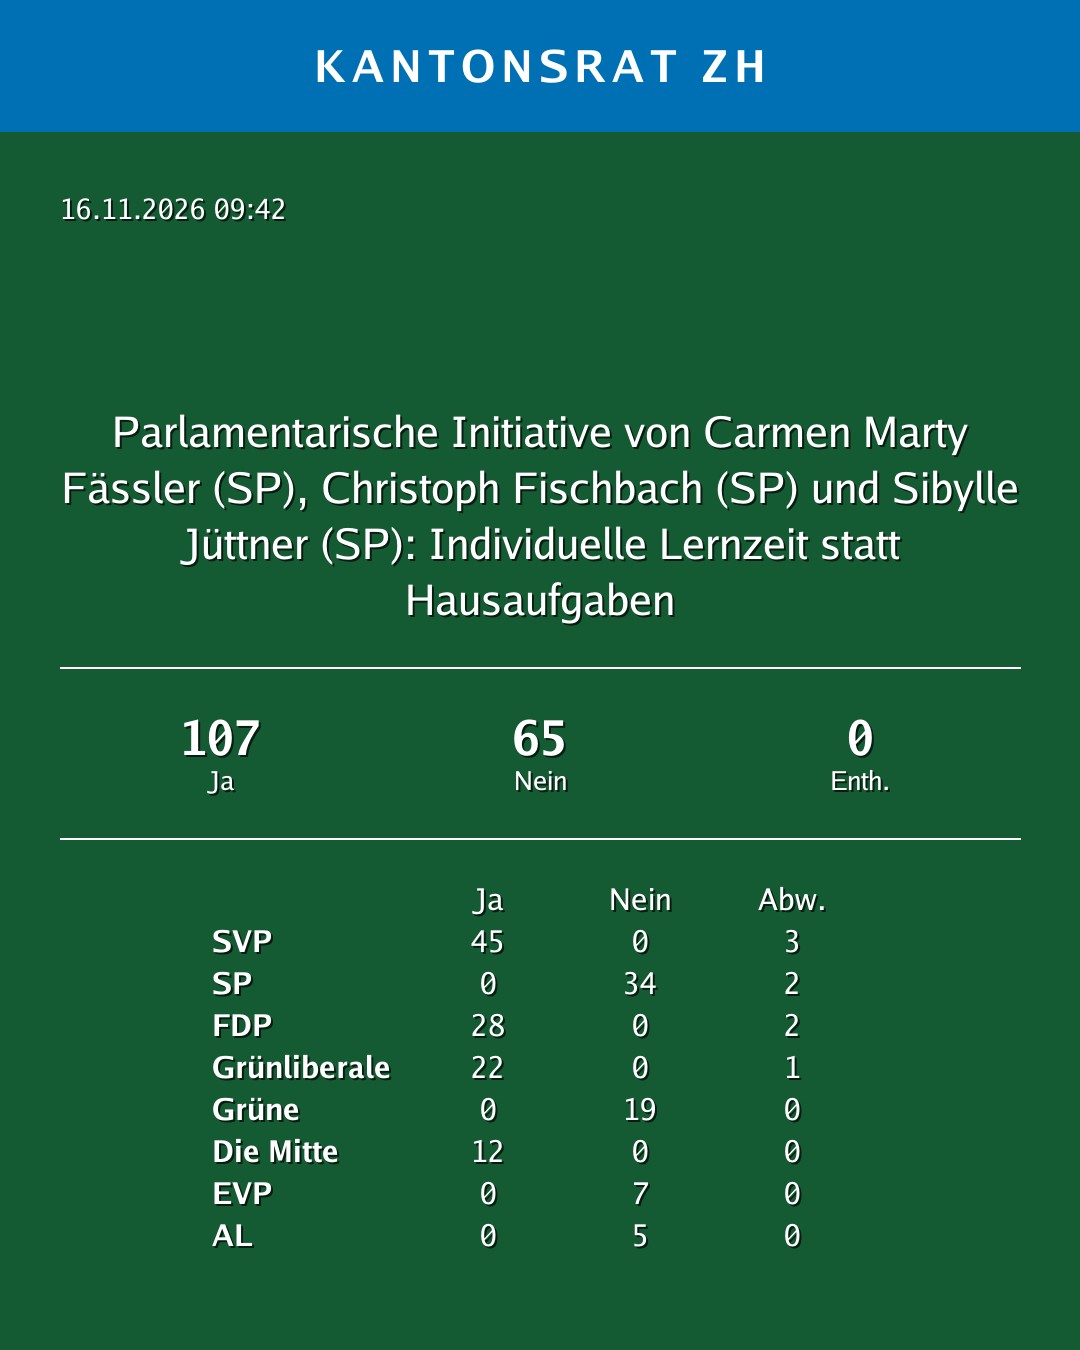 KANTONSRAT ZH
16.11.2026 09:42
Parlamentarische Initiative von Carmen Marty
Fässler (SP), Christoph Fischbach (SP) und Sibylle
Jüttner (SP): Individuelle Lernzeit statt
Hausaufgaben
107 65 0
Ja Nein Enth.
Ja Nein Abw.
SVP 45 0 3
SP 0 34 2
FDP 28 0 2
Grünliberale 22 0 1
Grüne 0 19 0
Die Mitte 12 0 0
EVP 0 7 0
AL 0 5 0